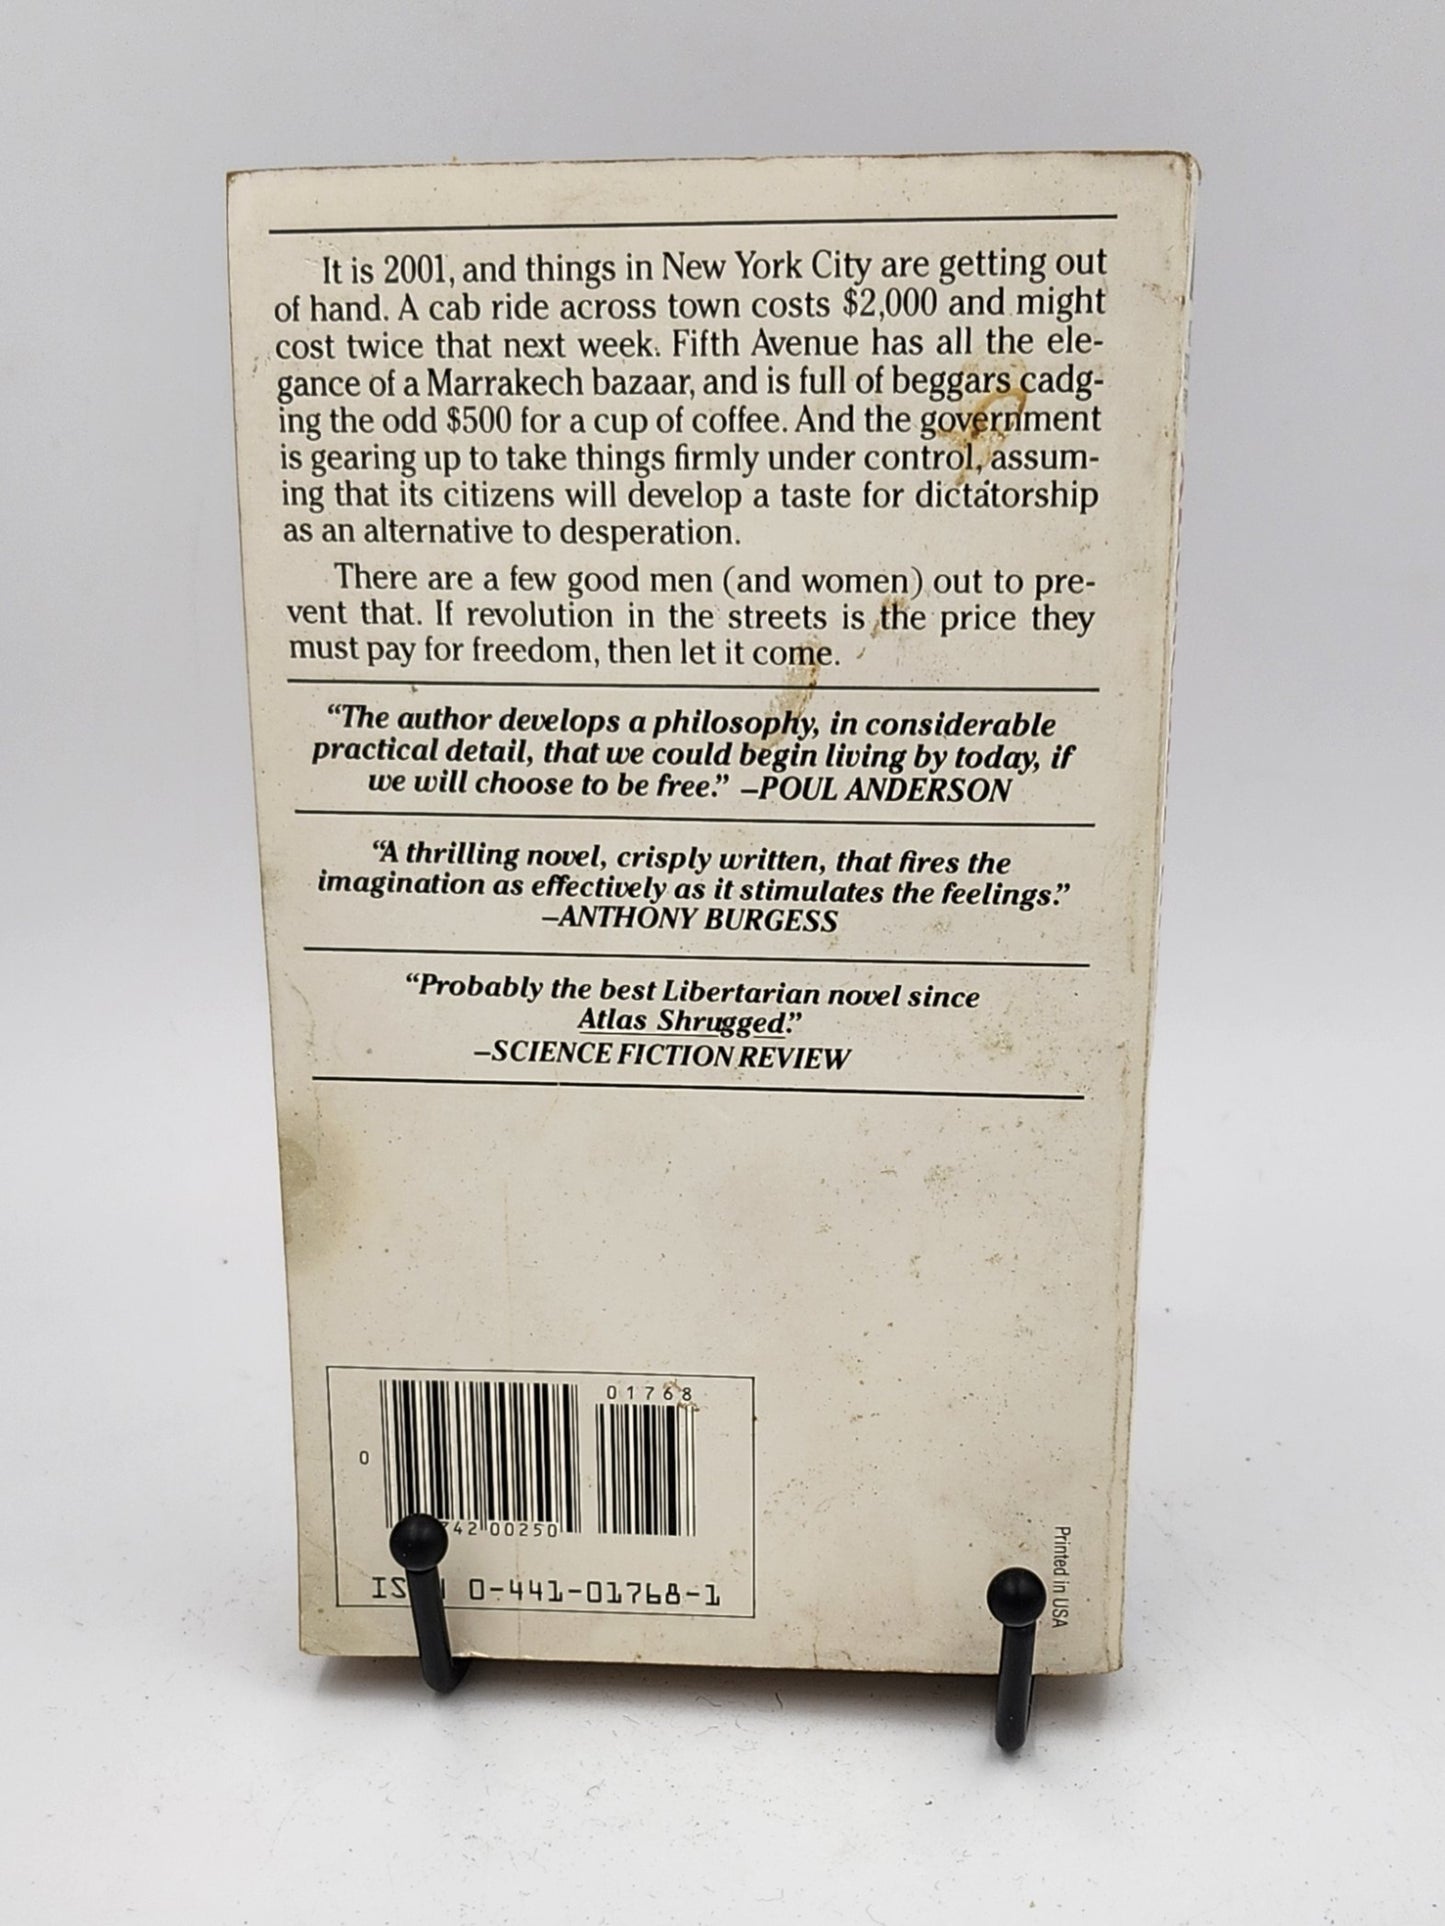 It is 2001, and things in New York City are getting out
of hand. A cab ride across town costs $2,000 and might
cost twice that next week. Fifth Avenue has all the ele-
gance of a Marrakech bazaar, and is full of beggars cadg-
ing the odd $500 for a cup of coffee. And the government
is gearing up to take things firmly under control, assum-
ing that its citizens will develop a taste for dictatorship
as an alternative to desperation.
There are a few good men (and women) out to pre-
vent that. If revolution in the streets is the price they
must pay for freedom, then let it come.
“The author develops a philosophy, in considerable
practical detail, that we could begin living by today, if
we will choose to be free.” –POUL ANDERSON
“A thrilling novel, crisply written, that fires the
imagination as effectively as it stimulates the feelings.”
–ANTHONY BURGESS
“Probably the best Libertarian novel since
Atlas Shrugged.”
–SCIENCE FICTION REVIEW
01768
0
42 00250
0-441-01768-1
Printed in USA